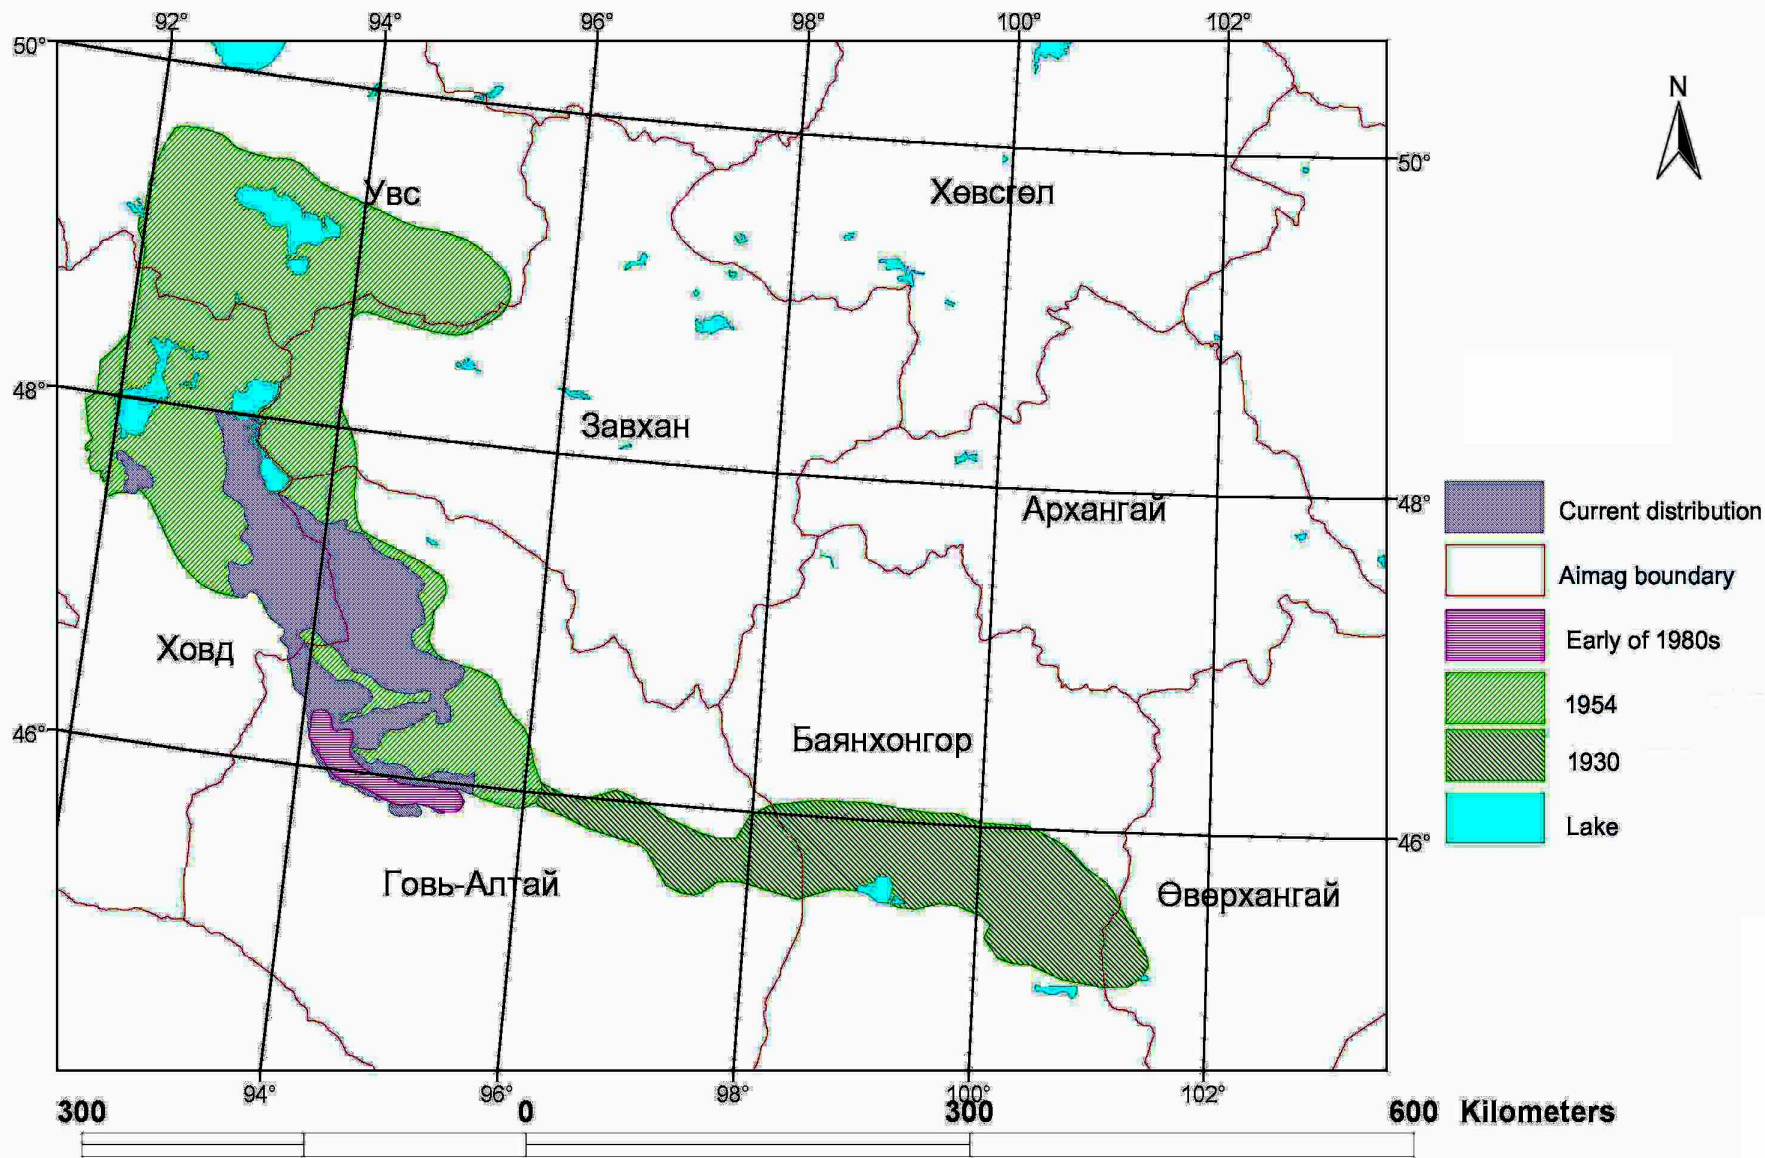 92° 94° 96° 98° 100° 102°
50°
N
50°
Увс
Хөвсгөл
48°
Завхан
48°
Архангай
Current distribution
Aimag boundary
Early of 1980s
Ховд
1954
46°
Баянхонгор
1930
Lake
46°
Говь-Алтай
Өвөрхангай
94° 96° 98° 100° 102°
300 0 300 600 Kilometers